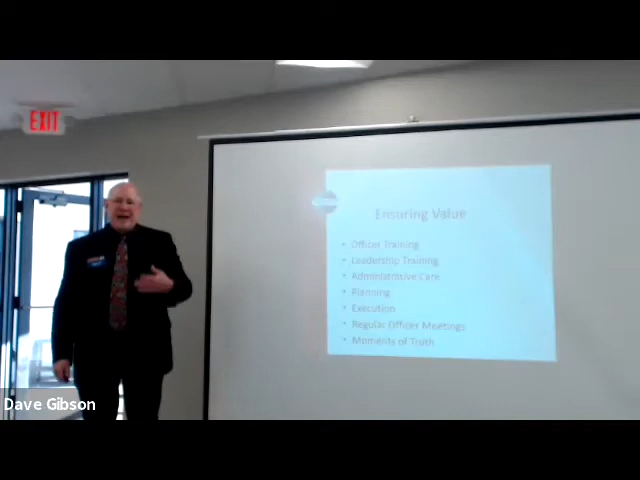 EXIT
Ensuring Value
• Officer Training
• Leadership Training
• Administrative Care
• Planning
• Execution
• Regular Officer Meetings
• Moments of Truth
Dave Gibson